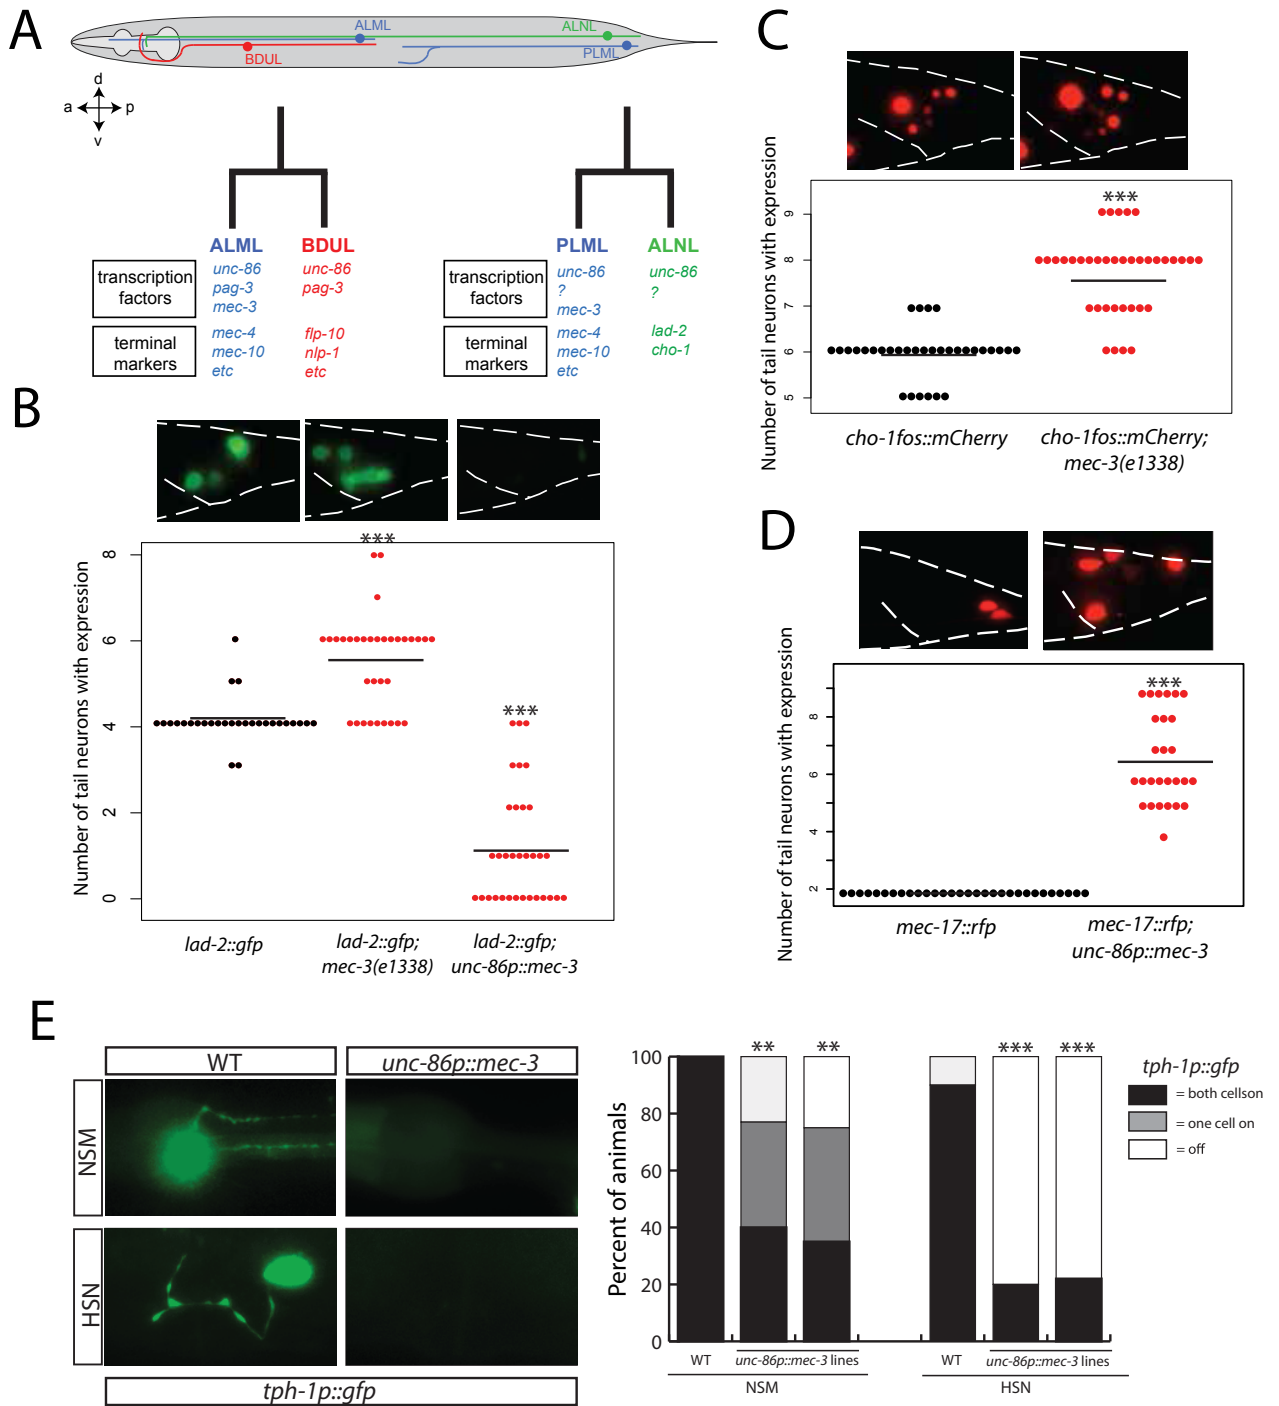 A
ALML
ALNL
BDUL
PLML
d
a
p
v
ALML
BDUL
PLML
ALNL
transcription
factors
unc-86
pag-3
mec-3
unc-86
pag-3
transcription
factors
unc-86
?
mec-3
unc-86
?
terminal
markers
mec-4
mec-10
etc
flp-10
nlp-1
etc
terminal
markers
mec-4
mec-10
etc
lad-2
cho-1
B
Number of tail neurons with expression
8
6
4
2
0
***
***
lad-2::gfp
lad-2::gfp;
mec-3(e1338)
lad-2::gfp;
unc-86p::mec-3
C
Number of tail neurons with expression
9
8
7
6
5
***
cho-1fos::mCherry
cho-1fos::mCherry;
mec-3(e1338)
D
Number of tail neurons with expression
8
6
4
2
***
mec-17::rfp
mec-17::rfp;
unc-86p::mec-3
E
WT
unc-86p::mec-3
NSM
HSN
tph-1p::gfp
Percent of animals
100
80
60
40
20
0
**
**
***
***
WT
unc-86p::mec-3 lines
NSM
WT
unc-86p::mec-3 lines
HSN
tph-1p::gfp
= both cellson
= one cell on
= off